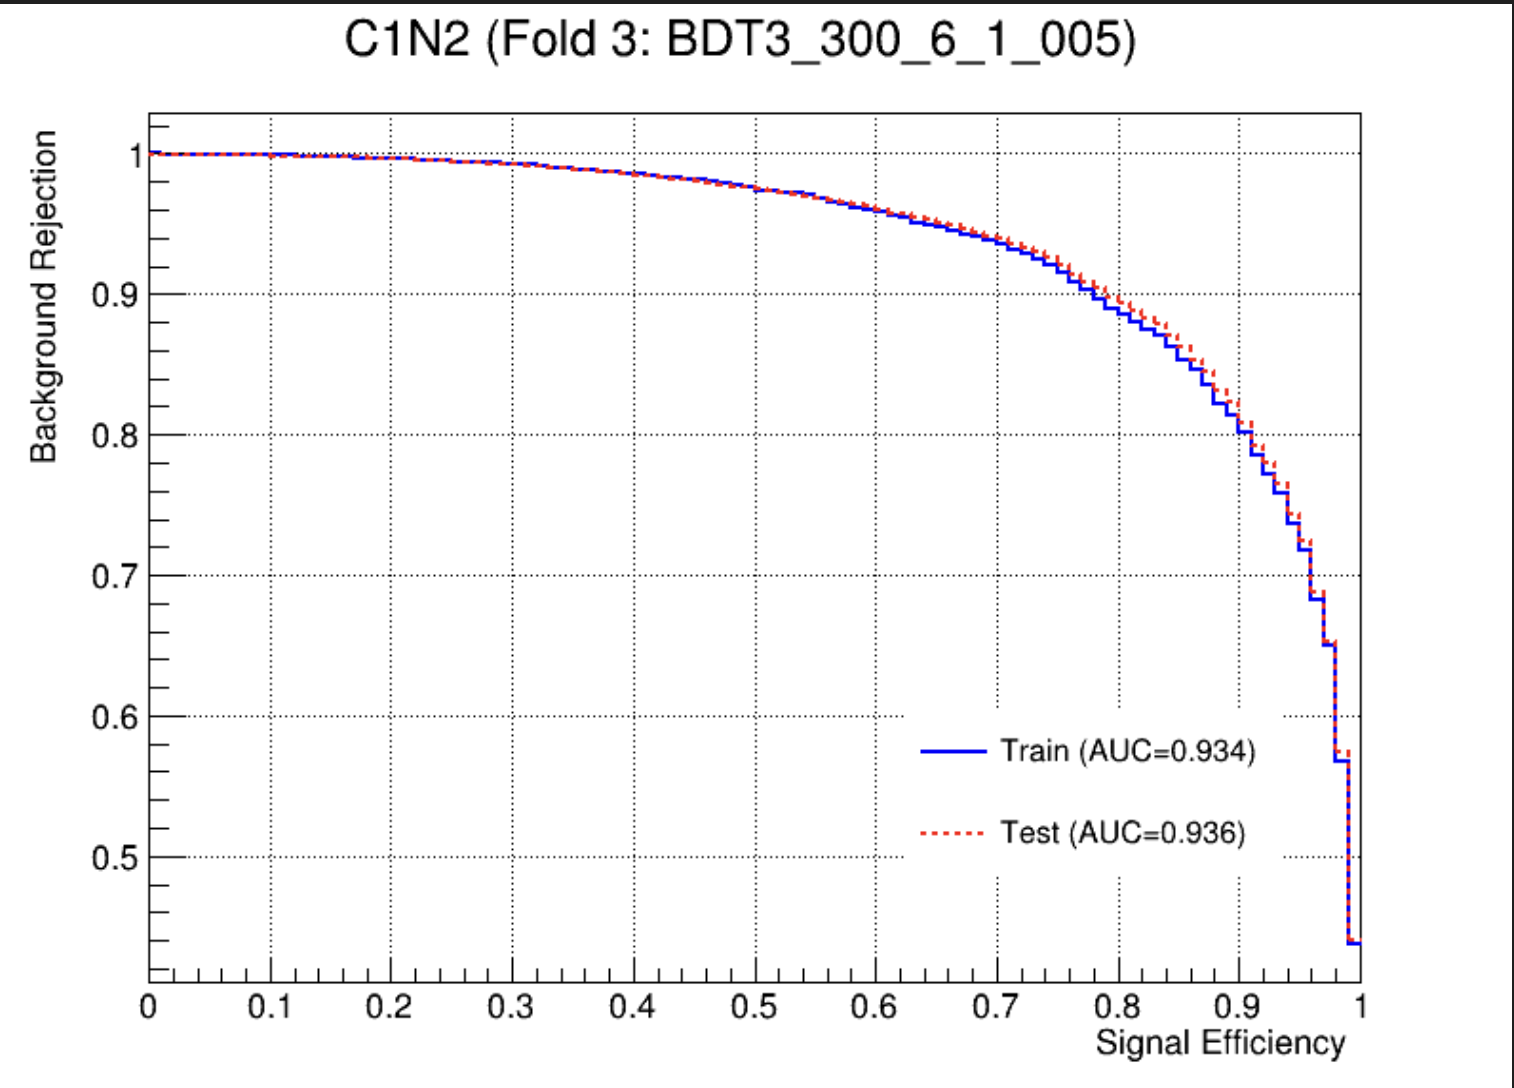 C1N2 (Fold 3: BDT3_300_6_1_005)
Background Rejection
1
0.9
0.8
0.7
0.6
0.5
Train (AUC=0.934)
Test (AUC=0.936)
0 0.1 0.2 0.3 0.4 0.5 0.6 0.7 0.8 0.9 1
Signal Efficiency